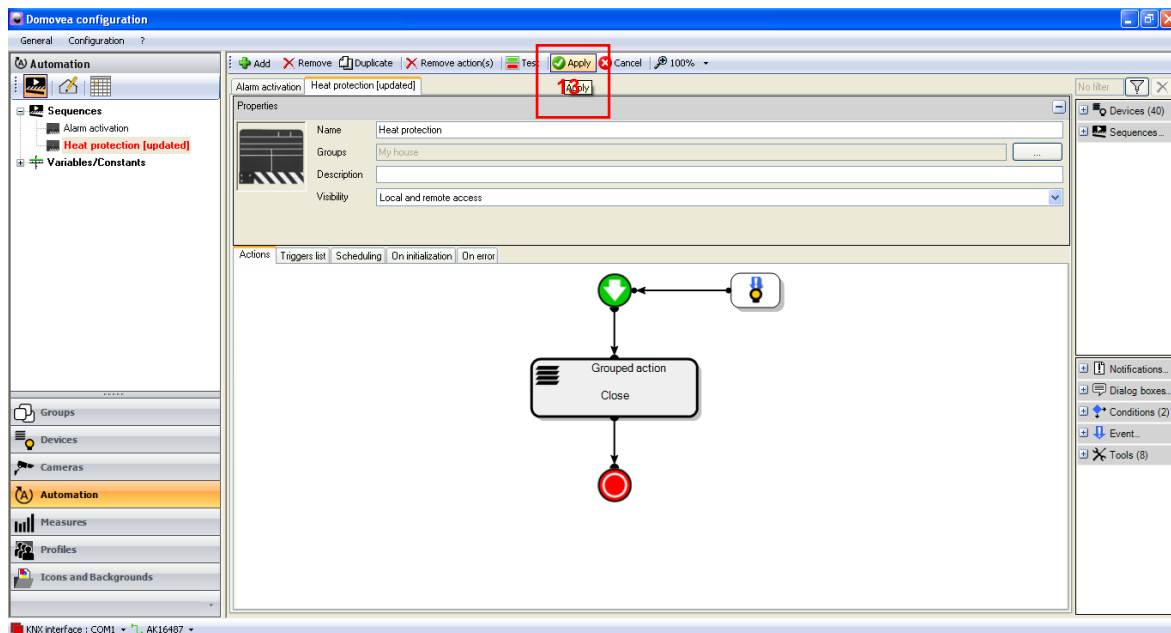 Domovea configuration
General Configuration ?
Automation
Add Remove Duplicate Remove action(s) Test Apply Cancel 100%
13
Apply
Alarm activation Heat protection [updated]
No filter
Sequences
Alarm activation
Heat protection [updated]
Variables/Constants
Properties
Name Heat protection
Groups My house ...
Description
Visibility Local and remote access
Devices (40)
Sequences...
Actions Triggers list Scheduling On initialization On error
Grouped action
Close
Notifications...
Dialog boxes...
Conditions (2)
Event...
Tools (8)
Groups
Devices
Cameras
Automation
Measures
Profiles
Icons and Backgrounds
KNX interface : COM1 AK16487